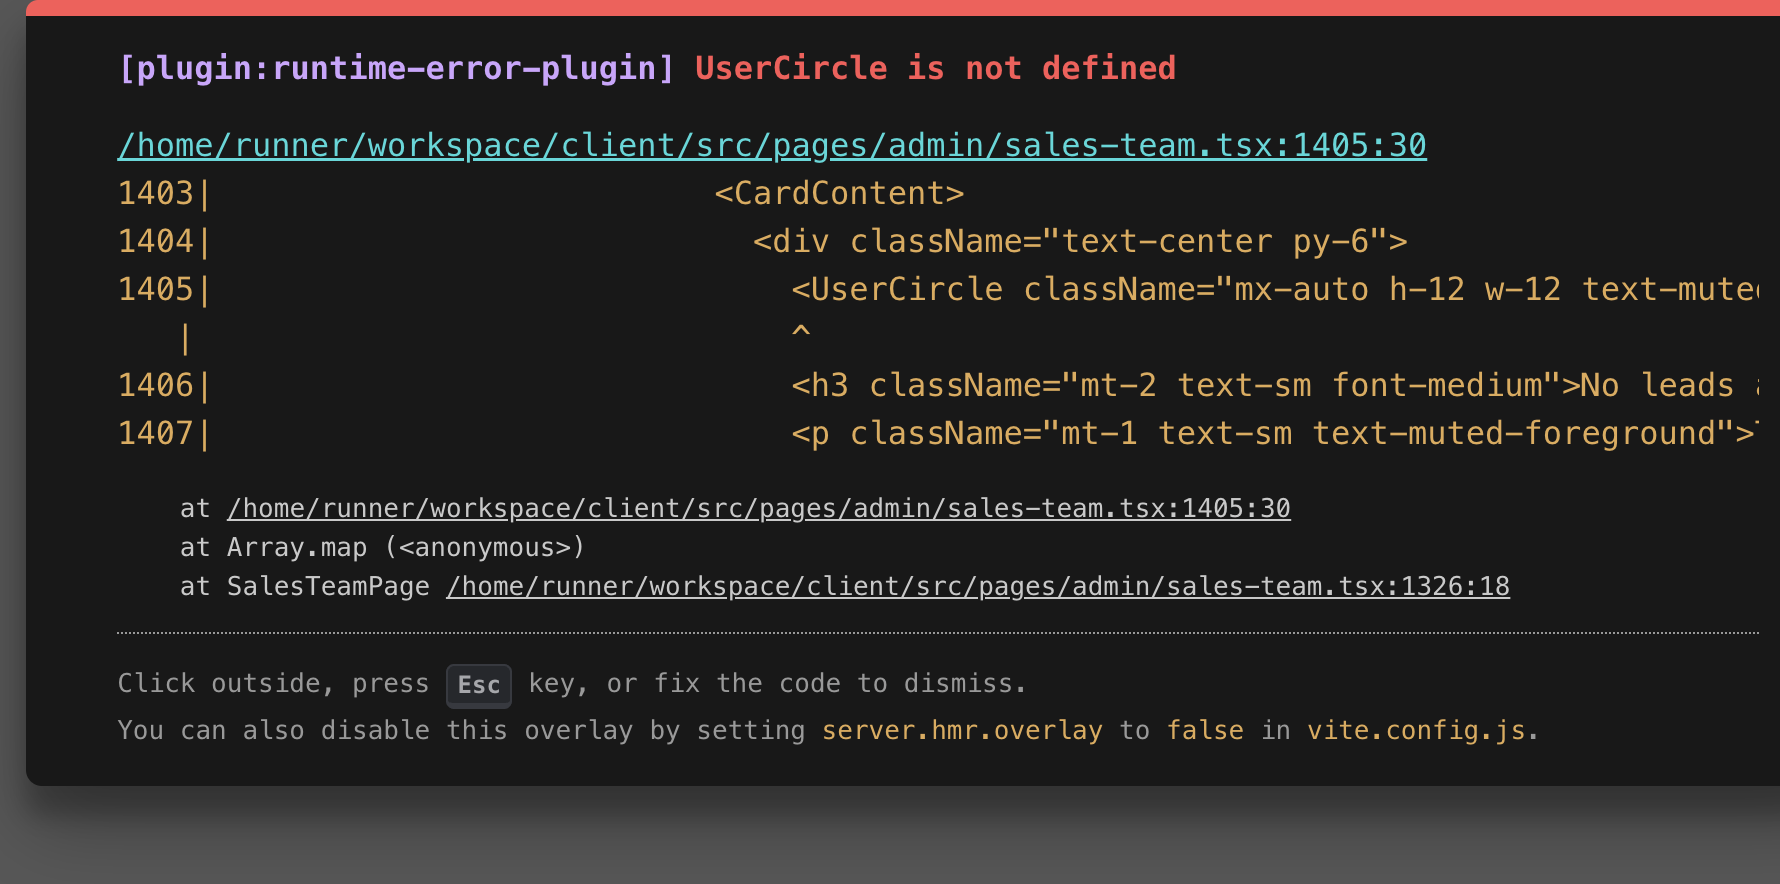 [plugin:runtime-error-plugin] UserCircle is not defined
/home/runner/workspace/client/src/pages/admin/sales-team.tsx:1405:30
1403|                          <CardContent>
1404|                            <div className="text-center py-6">
1405|                              <UserCircle className="mx-auto h-12 w-12
   |                              ^
1406|                              <h3 className="mt-2 text-sm font-medium">No leads
1407|                              <p className="mt-1 text-sm text-muted-foreground">
at /home/runner/workspace/client/src/pages/admin/sales-team.tsx:1405:30
at Array.map (<anonymous>)
at SalesTeamPage /home/runner/workspace/client/src/pages/admin/sales-team.tsx:1326:18
Click outside, press Esc key, or fix the code to dismiss.
You can also disable this overlay by setting server.hmr.overlay to false in vite.config.js.